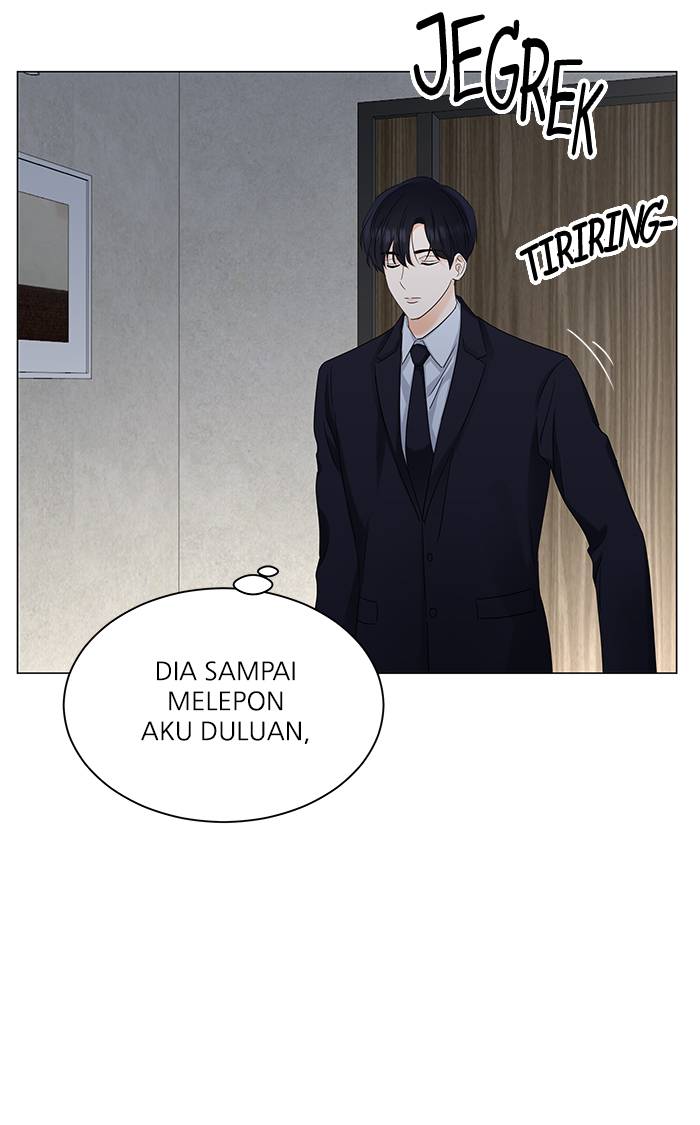 JEGREK
TIRIRING-
DIA SAMPAI
MELEPON
AKU DULUAN,